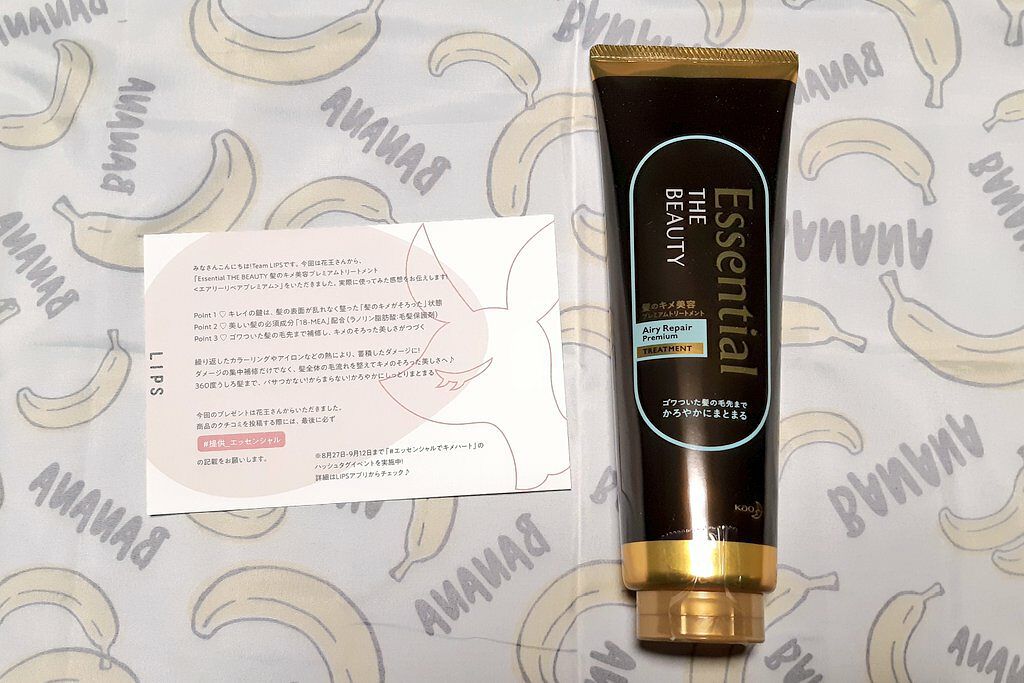 みなさんこんにちは!Team LIPSです。今回は花王さんから、
「Essential THE BEAUTY 髪のキメ美容プレミアムトリートメント
<エアリーリペアプレミアム>」をいただきました。実際に使ってみた感想をお伝えします!
Point 1 ♡ キレイの鍵は、髪の表面が乱れなく整った「髪のキメがそろった」状態
Point 2 ♡ 美しい髪の必須成分「18-MEA」配合(ラノリン脂肪酸:毛髪保護剤)
Point 3 ♡ ゴワついた髪の毛先まで補修し、キメのそろった美しさがつづく
繰り返したカラーリングやアイロンなどの熱により、蓄積したダメージに!
ダメージの集中補修だけでなく、髪全体の毛流れを整えてキメのそろった美しさへ♪
360度うしろ髪まで、パサつかない!からまらない!かろやかにしっとりまとまる
今回のプレゼントは花王さんからいただきました。
商品のクチコミを投稿する際には、最後に必ず
#提供_エッセンシャル
の記載をお願いします。
※8月27日-9月12日まで「#エッセンシャルでキメハート」の
ハッシュタグイベントを実施中!
詳細はLIPSアプリからチェック♪
LIPS
Essential
THE
BEAUTY
髪のキメ美容
プレミアムトリートメント
Airy Repair
Premium
TREATMENT
ゴワついた髪の毛先まで
かろやかにまとまる
Kao
BANANA
BANANA
BANANA
BANANA
BANANA
BANANA
BANANA
BANANA
BANANA
BANANA